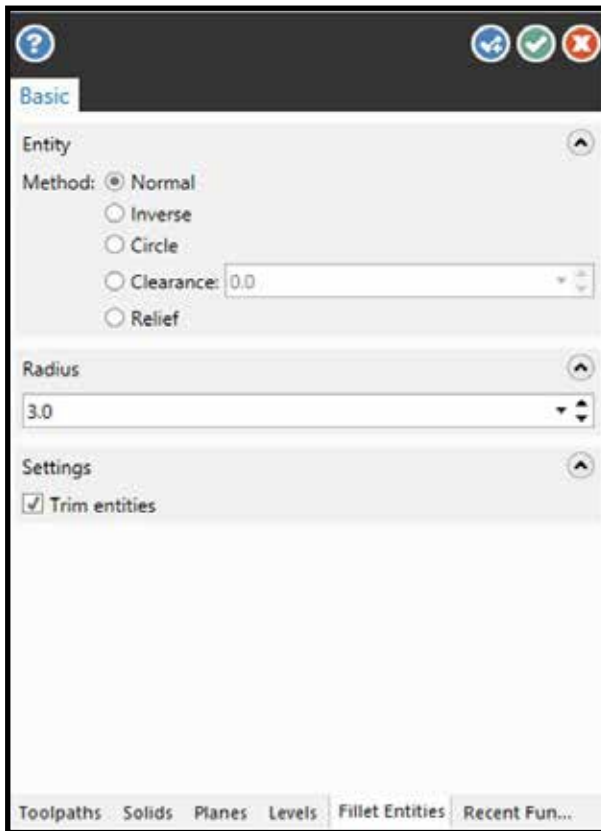 ?
Basic
Entity
Method: Normal
Inverse
Circle
Clearance: 0.0
Relief
Radius
3.0
Settings
Trim entities
Toolpaths Solids Planes Levels Fillet Entities Recent Fun...